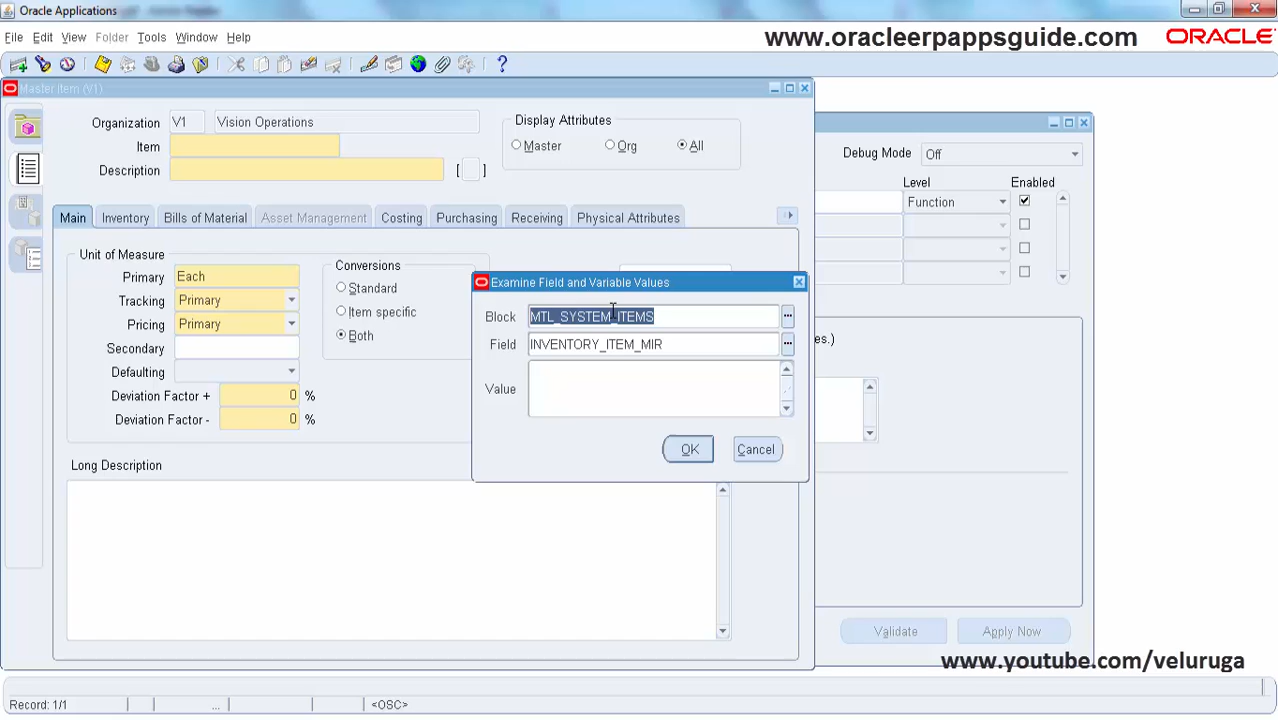 Oracle Applications
File Edit View Folder Tools Window Help
www.oracleerpappsguide.com
ORACLE
Master Item (V1)
Organization V1 Vision Operations
Item
Description
[ ]
Display Attributes
Master Org All
Debug Mode Off
Level Enabled
Function
Main Inventory Bills of Material Asset Management Costing Purchasing Receiving Physical Attributes
Unit of Measure
Primary Each
Tracking Primary
Pricing Primary
Secondary
Defaulting
Deviation Factor + 0 %
Deviation Factor - 0 %
Conversions
Standard
Item specific
Both
Examine Field and Variable Values
Block MTL_SYSTEM_ITEMS
Field INVENTORY_ITEM_MIR
Value
OK Cancel
es.)
Long Description
Validate Apply Now
www.youtube.com/veluruga
Record: 1/1 ... <OSC>